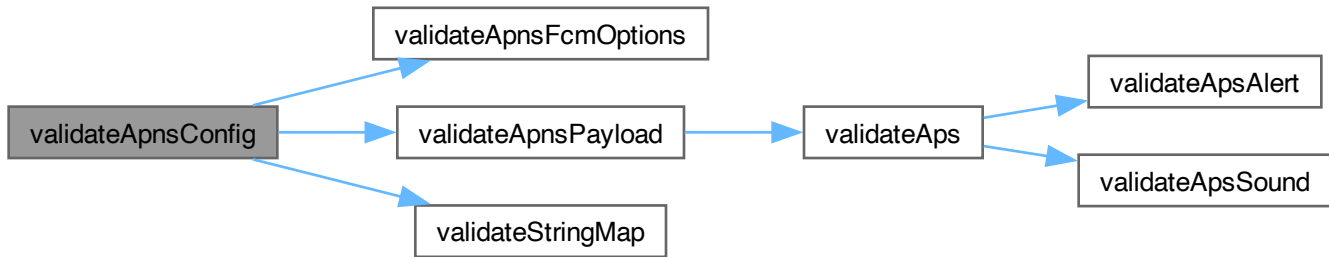 validateApnsConfig
validateApnsFcmOptions
validateApnsPayload
validateStringMap
validateAps
validateApsAlert
validateApsSound